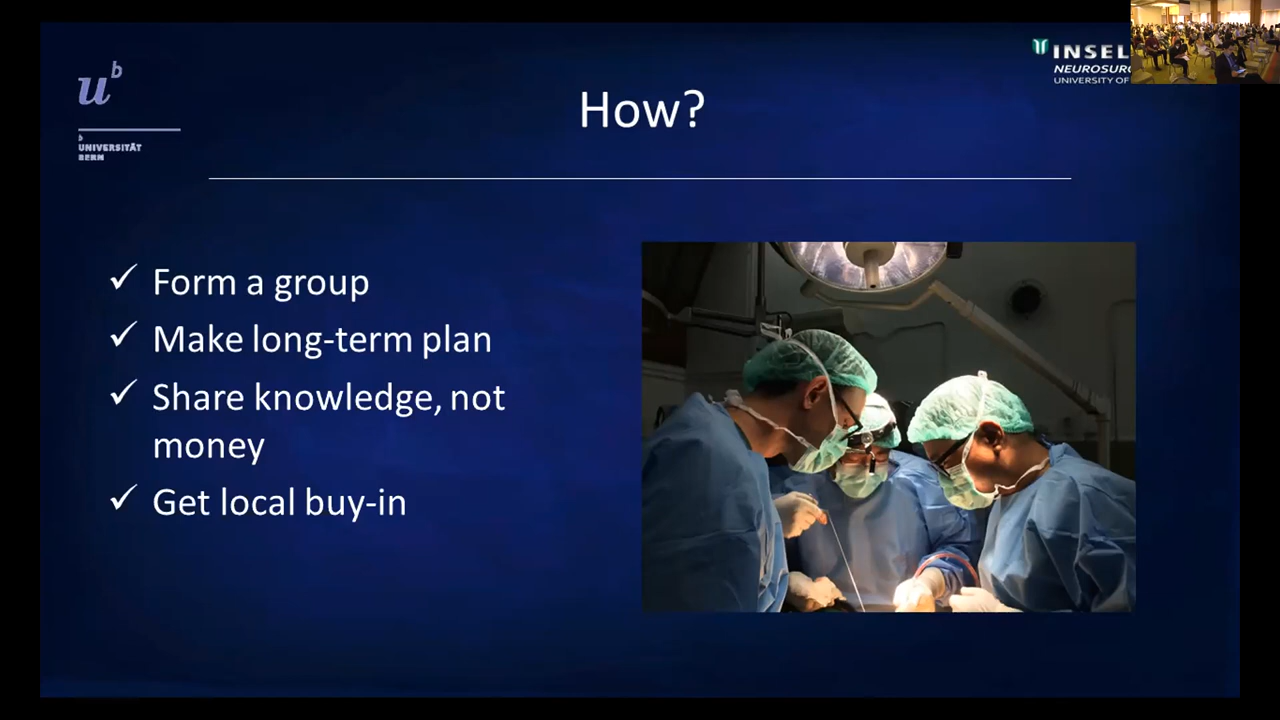 u
b
b
UNIVERSITÄT
BERN
INSEL
NEUROSUR
UNIVERSITY OF
How?
✓ Form a group
✓ Make long-term plan
✓ Share knowledge, not
money
✓ Get local buy-in